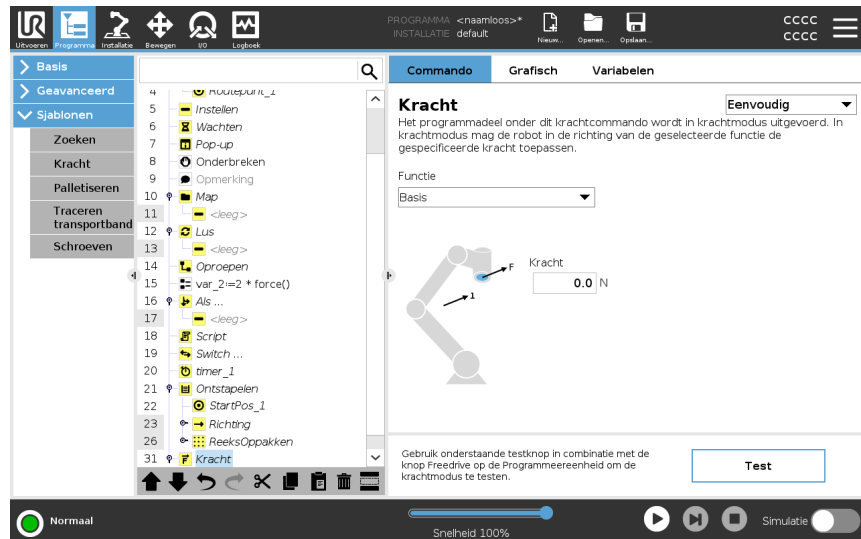 PROGRAMMA <naamloos>*
INSTALLATIE default
Uitvoeren
Programma
Installatie
Bewegen
I/O
Logboek
Nieuw...
Openen...
Opslaan...
CCCC
CCCC
Basis
Geavanceerd
Sjablonen
Zoeken
Kracht
Palletiseren
Traceren
transportband
Schroeven
4 Routepunt_1
5 Instellen
6 Wachten
7 Pop-up
8 Onderbreken
9 Opmerking
10 Map
11 <leeg>
12 Lus
13 <leeg>
14 Oproepen
15 var_2:=2 * force()
16 Als ...
17 <leeg>
18 Script
19 Switch ...
20 timer_1
21 Ontstapelen
22 StartPos_1
23 Richting
26 ReeksOppakken
31 Kracht
Commando
Grafisch
Variabelen
Kracht
Eenvoudig
Het programmadeel onder dit krachtcommando wordt in krachtmodus uitgevoerd. In
krachtmodus mag de robot in de richting van de geselecteerde functie de
gespecificeerde kracht toepassen.
Functie
Basis
F
1
Kracht
0.0 N
Gebruik onderstaande testknop in combinatie met de
knop Freedrive op de Programmeereenheid om de
krachtmodus te testen.
Test
Normaal
Snelheid 100%
Simulatie